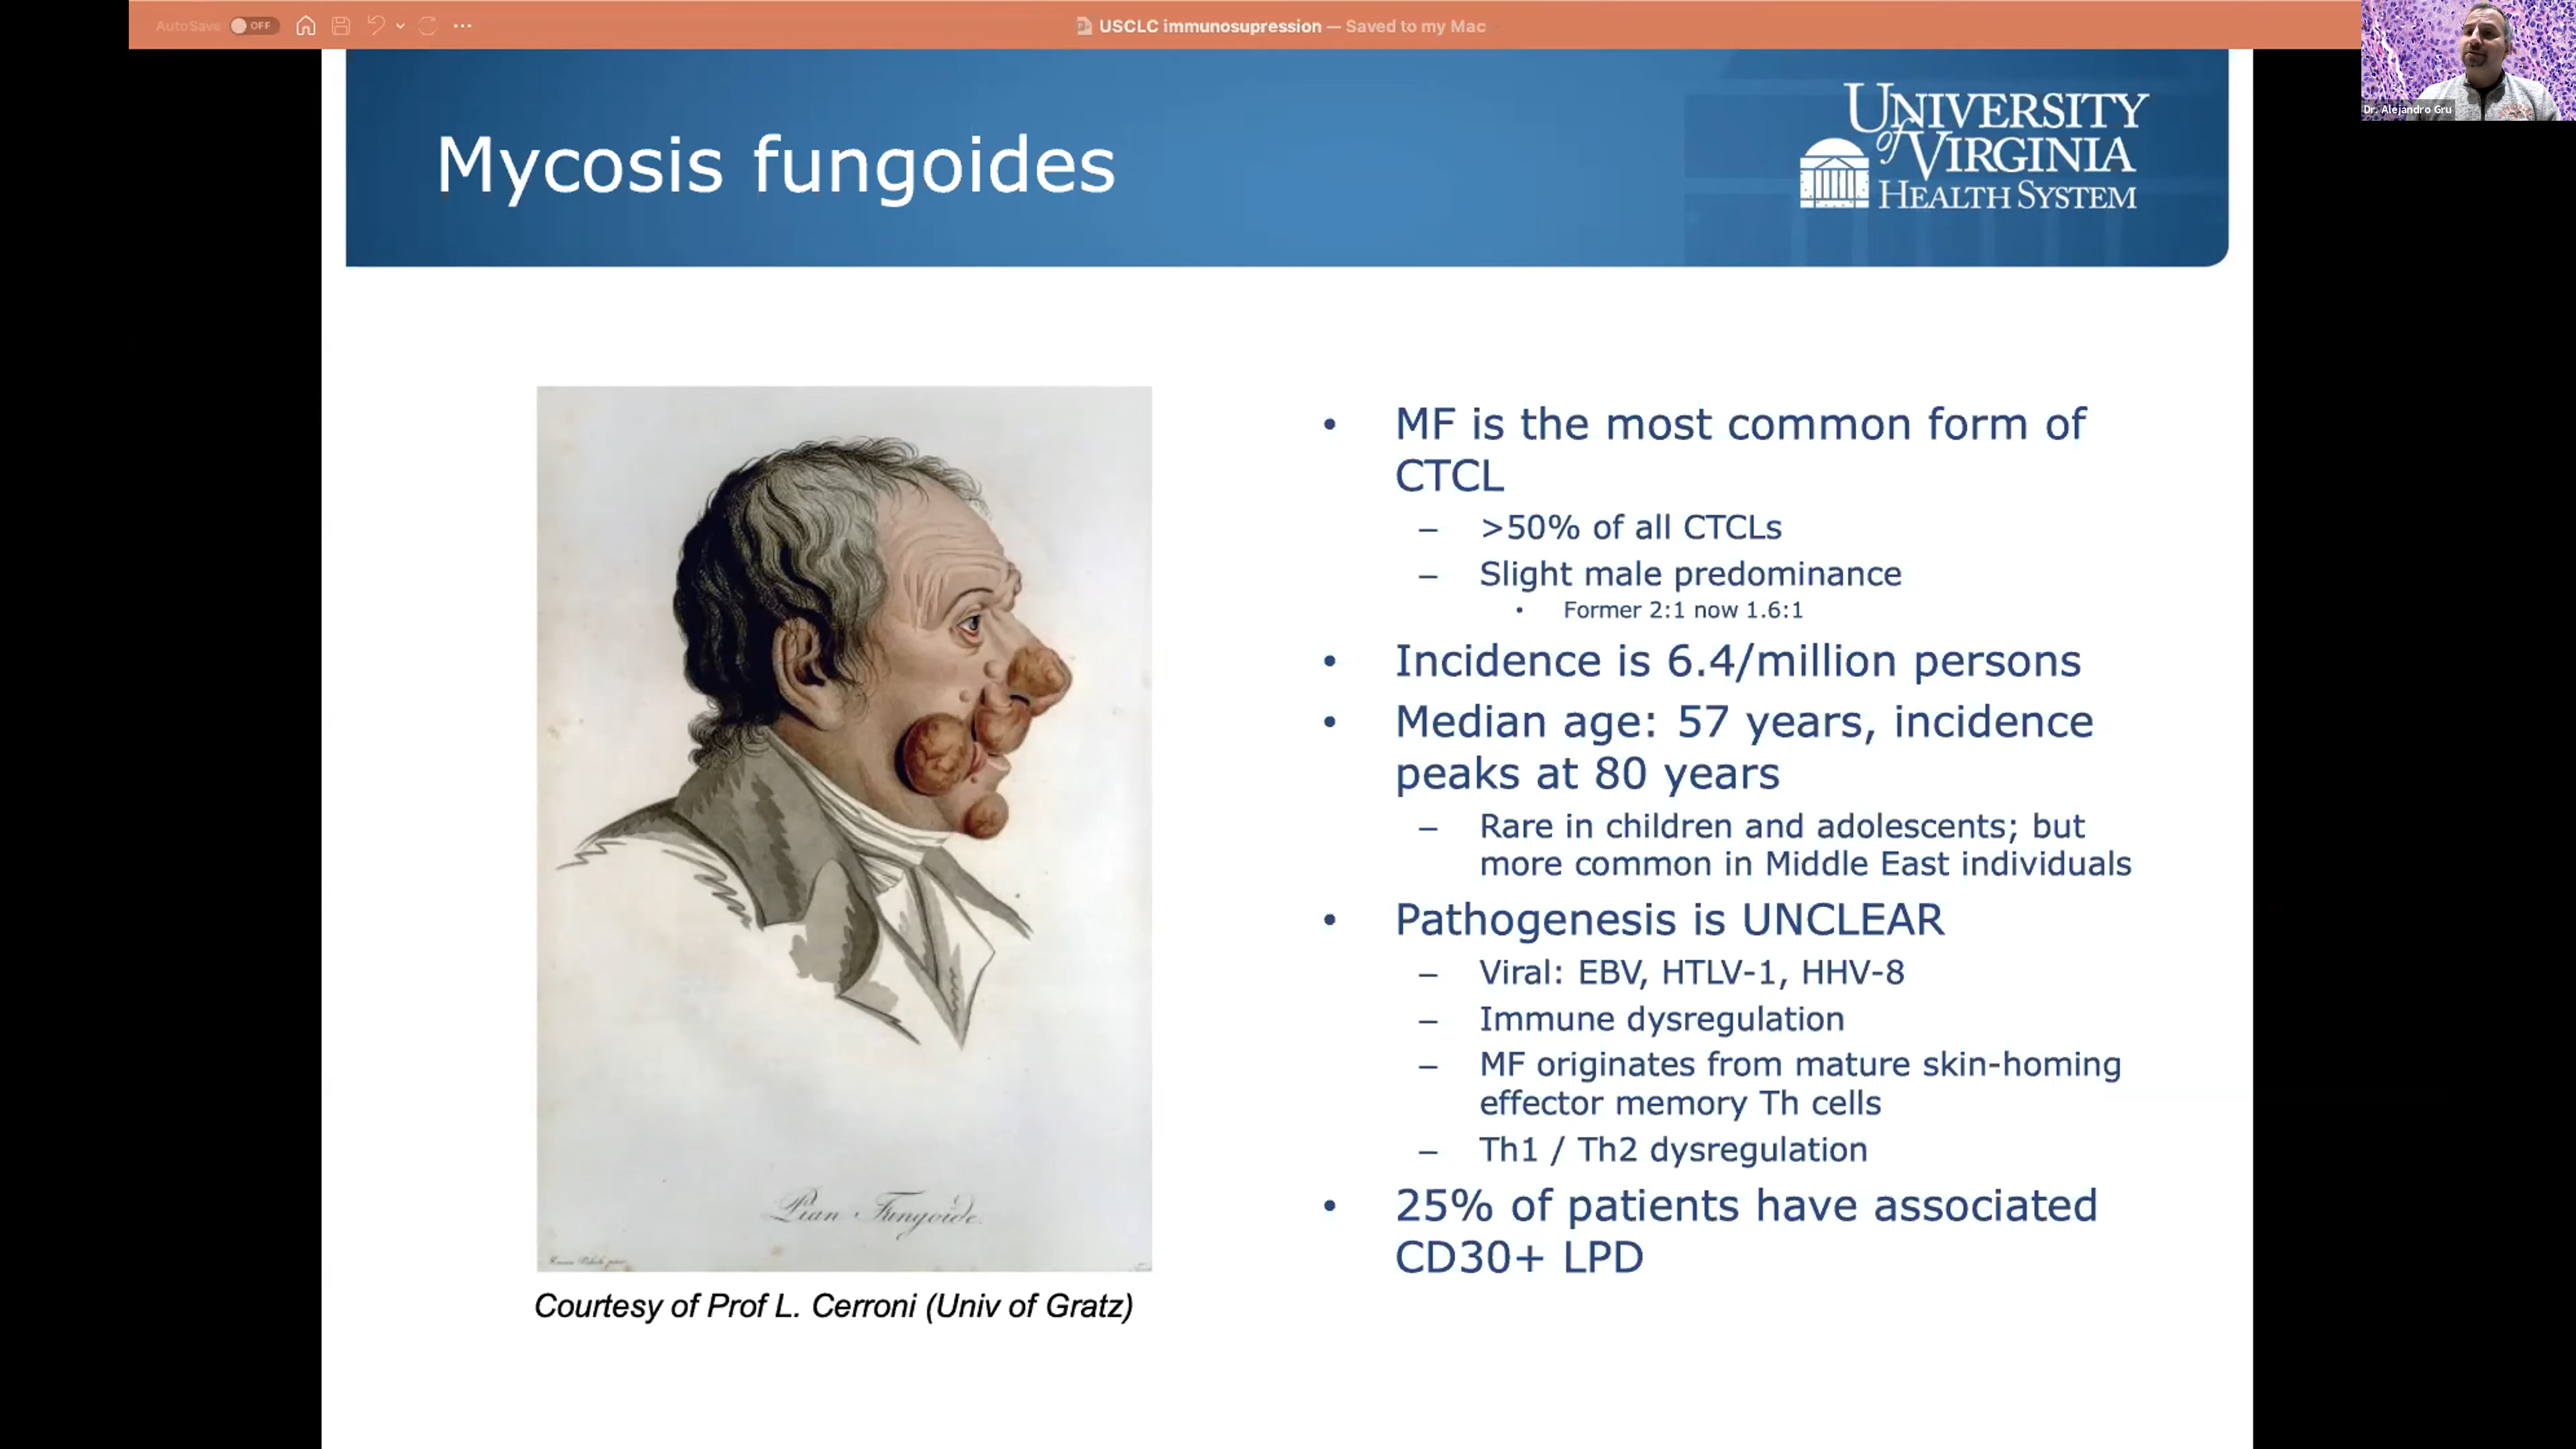 AutoSave OFF
USCLC immunosupression — Saved to my Mac
Dr. Alejandro Gru
Mycosis fungoides
UNIVERSITY
of VIRGINIA
HEALTH SYSTEM
Pian Fungoide.
Courtesy of Prof L. Cerroni (Univ of Gratz)
• MF is the most common form of
CTCL
– >50% of all CTCLs
– Slight male predominance
• Former 2:1 now 1.6:1
• Incidence is 6.4/million persons
• Median age: 57 years, incidence
peaks at 80 years
– Rare in children and adolescents; but
more common in Middle East individuals
• Pathogenesis is UNCLEAR
– Viral: EBV, HTLV-1, HHV-8
– Immune dysregulation
– MF originates from mature skin-homing
effector memory Th cells
– Th1 / Th2 dysregulation
• 25% of patients have associated
CD30+ LPD